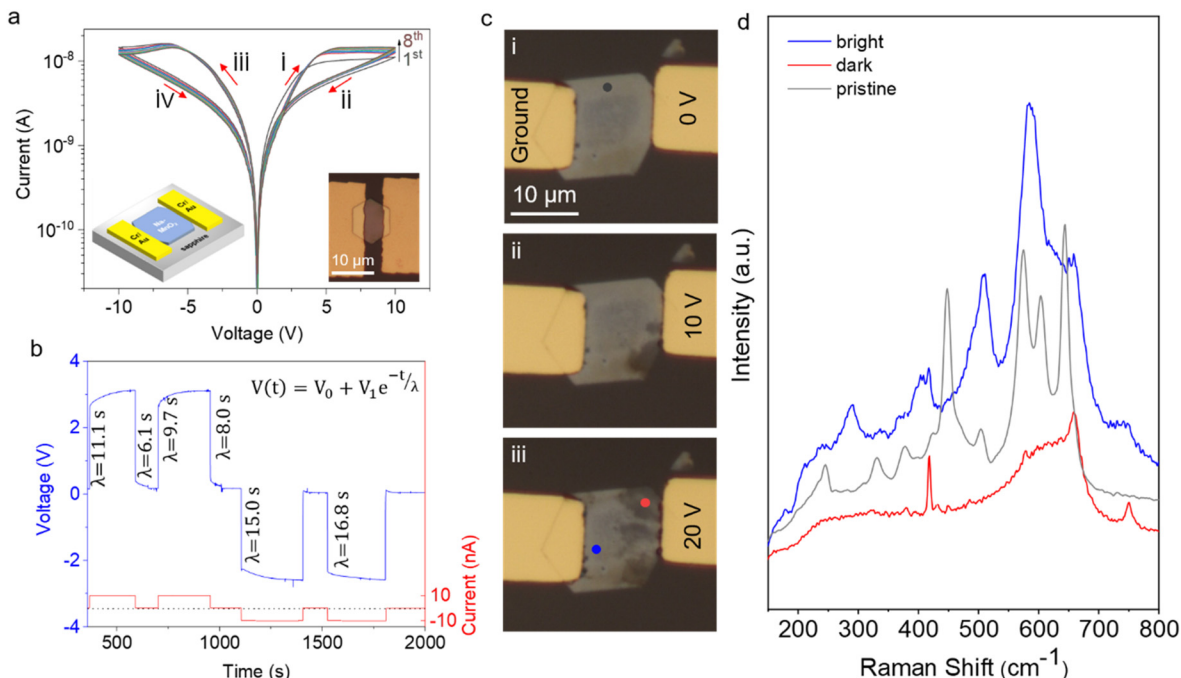 a
8th
1st
i
ii
iii
iv
Current (A)
10⁻⁸
10⁻⁹
10⁻¹⁰
Cr/
Au
Na-
MnO₂
Cr/
Au
sapphire
10 µm
-10 -5 0 5 10
Voltage (V)
b
V(t) = V₀ + V₁e^(-t/λ)
λ=11.1 s
λ=6.1 s
λ=9.7 s
λ=8.0 s
λ=15.0 s
λ=16.8 s
Voltage (V)
4
2
0
-2
-4
Current (nA)
10
-10
500 1000 1500 2000
Time (s)
c
i
Ground
0 V
10 µm
ii
10 V
iii
20 V
d
bright
dark
pristine
Intensity (a.u.)
200 300 400 500 600 700 800
Raman Shift (cm⁻¹)